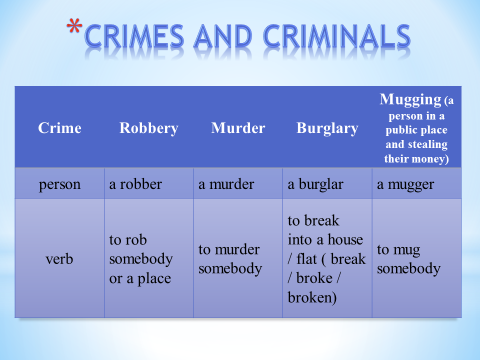 *CRIMES AND CRIMINALS
Crime Robbery Murder Burglary Mugging (a
person in a
public place
and stealing
their money)
person a robber a murder a burglar a mugger
verb to rob
somebody
or a place to murder
somebody to break
into a house
/ flat ( break
/ broke /
broken) to mug
somebody